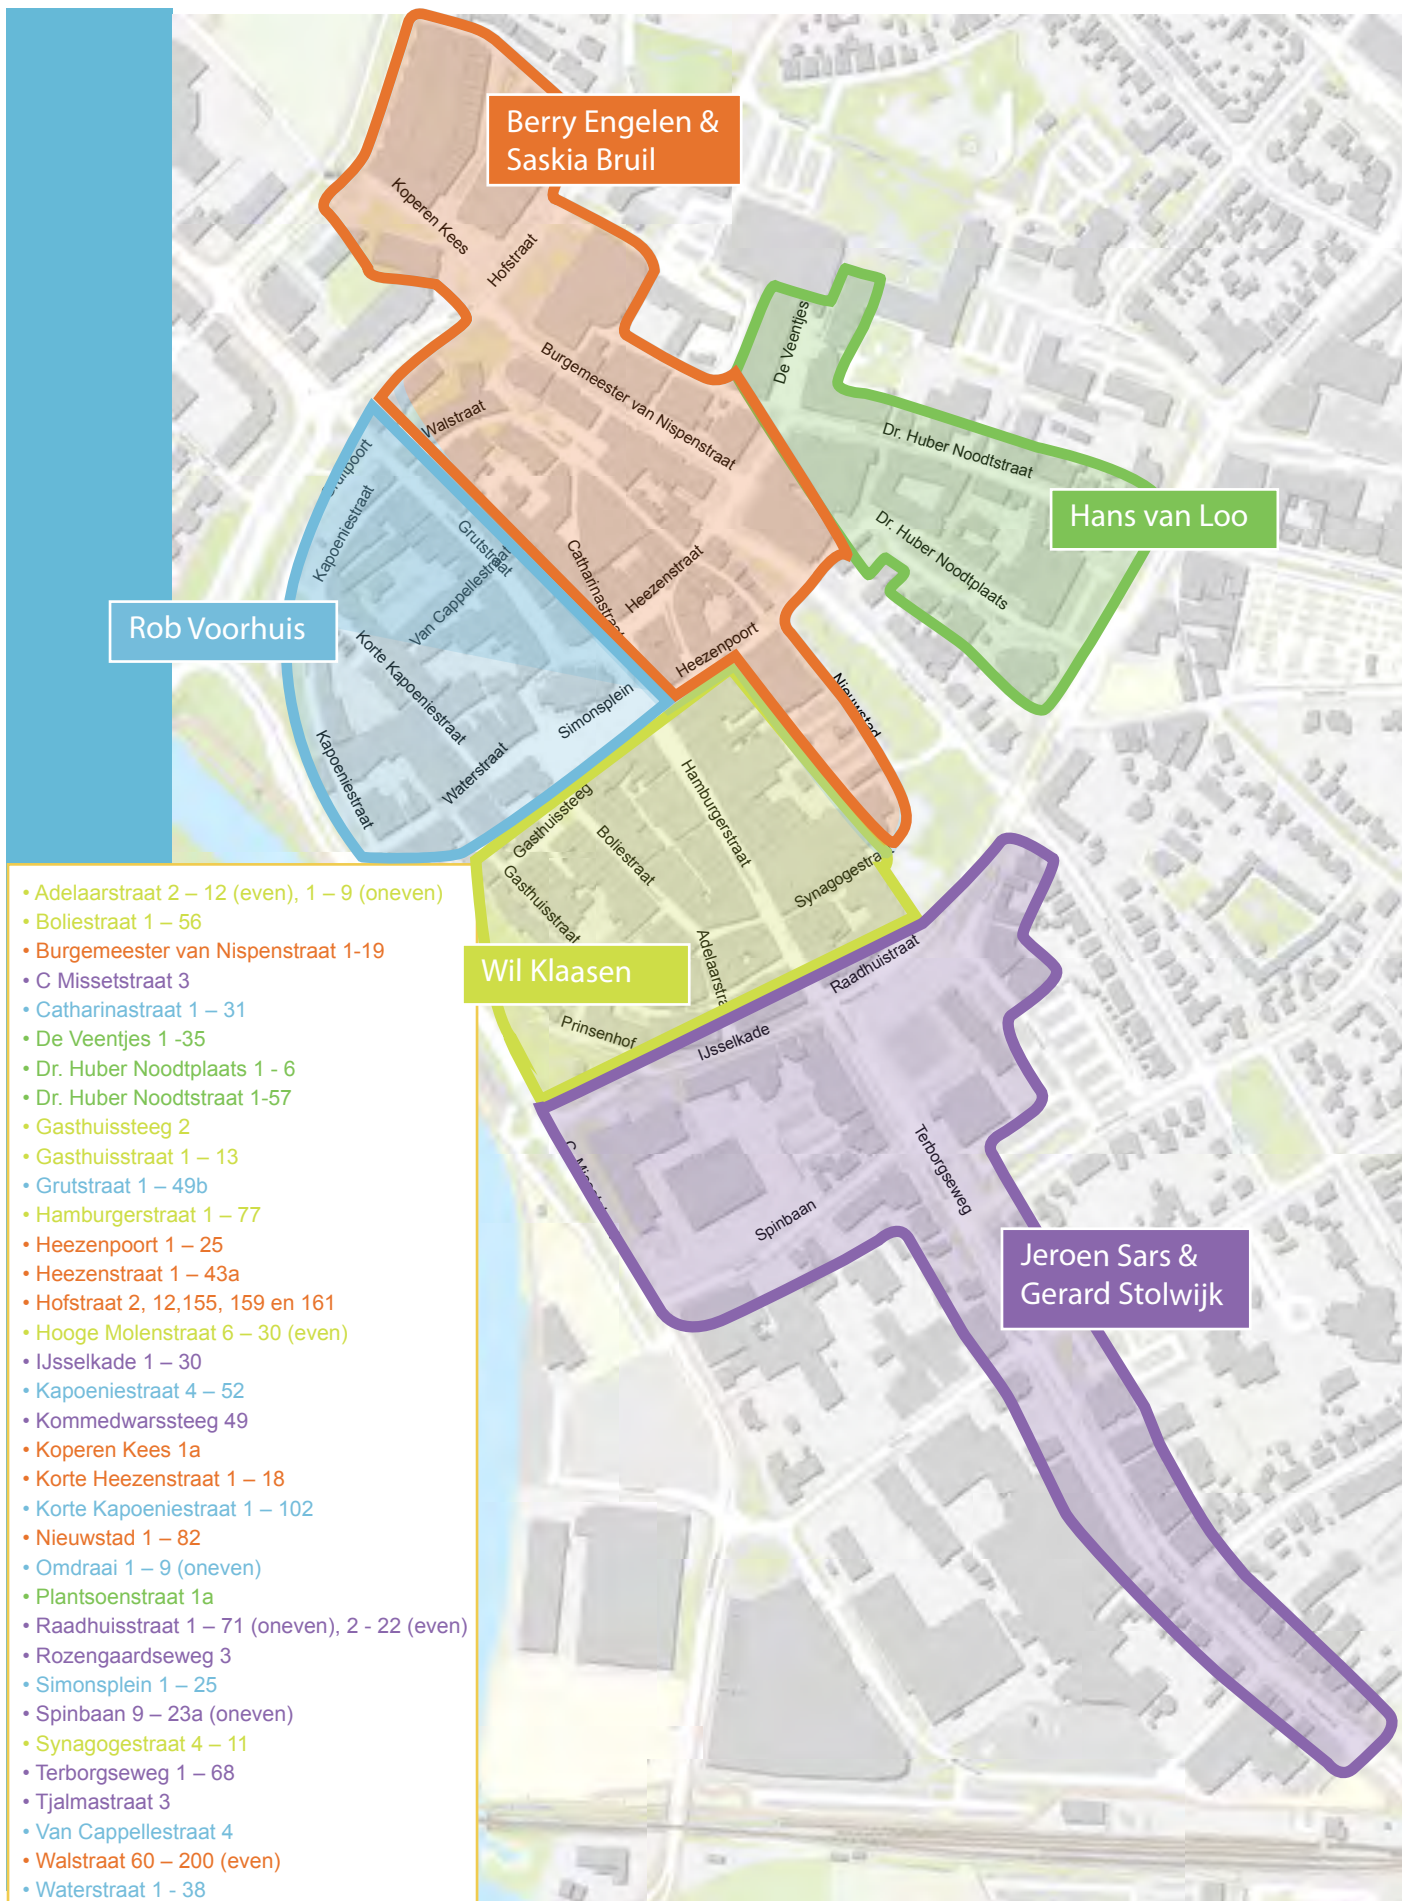 Berry Engelen &
Saskia Bruil
Koperen Kees
Hofstraat
De Veentjes
Burgemeester van Nispenstraat
Walstraat
Dr. Huber Noodtstraat
Hans van Loo
Kapoeniestraat
Grutstraat
Van Cappellestraat
Catharinastraat
Heezenstraat
Dr. Huber Noodtplaats
Rob Voorhuis
Korte Kapoeniestraat
Heezenpoort
Simonsplein
Nieuwstad
Kapoeniestraat
Waterstraat
Hamburgerstraat
Gasthuissteeg
Boliestraat
Gasthuisstraat
Synagogestra
Adelaarstra
Wil Klaasen
Raadhuistraat
Prinsenhof
IJsselkade
Terborgseweg
Spinbaan
Jeroen Sars &
Gerard Stolwijk
• Adelaarstraat 2 – 12 (even), 1 – 9 (oneven)
• Boliestraat 1 – 56
• Burgemeester van Nispenstraat 1-19
• C Missetstraat 3
• Catharinastraat 1 – 31
• De Veentjes 1 -35
• Dr. Huber Noodtplaats 1 - 6
• Dr. Huber Noodtstraat 1-57
• Gasthuissteeg 2
• Gasthuisstraat 1 – 13
• Grutstraat 1 – 49b
• Hamburgerstraat 1 – 77
• Heezenpoort 1 – 25
• Heezenstraat 1 – 43a
• Hofstraat 2, 12,155, 159 en 161
• Hooge Molenstraat 6 – 30 (even)
• IJsselkade 1 – 30
• Kapoeniestraat 4 – 52
• Kommedwarssteeg 49
• Koperen Kees 1a
• Korte Heezenstraat 1 – 18
• Korte Kapoeniestraat 1 – 102
• Nieuwstad 1 – 82
• Omdraai 1 – 9 (oneven)
• Plantsoenstraat 1a
• Raadhuisstraat 1 – 71 (oneven), 2 - 22 (even)
• Rozengaardseweg 3
• Simonsplein 1 – 25
• Spinbaan 9 – 23a (oneven)
• Synagogestraat 4 – 11
• Terborgseweg 1 – 68
• Tjalmastraat 3
• Van Cappellestraat 4
• Walstraat 60 – 200 (even)
• Waterstraat 1 - 38